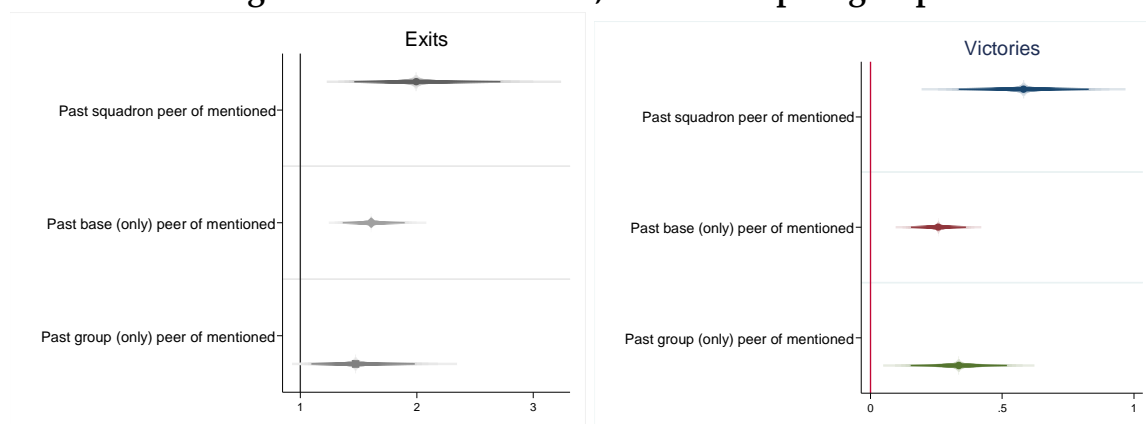 Exits
Past squadron peer of mentioned
Past base (only) peer of mentioned
Past group (only) peer of mentioned
1 2 3
Victories
Past squadron peer of mentioned
Past base (only) peer of mentioned
Past group (only) peer of mentioned
0 .5 1